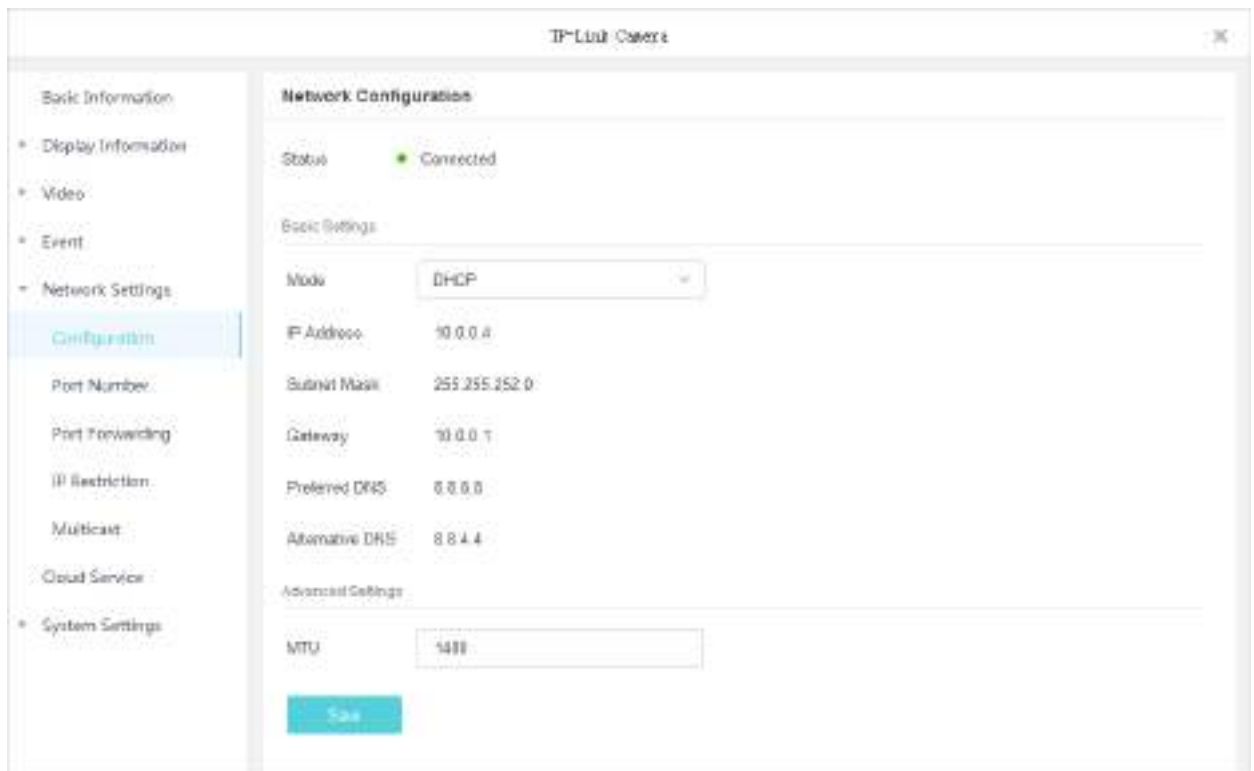 TP-Link Camera
Basic Information
Display Information
Video
Event
Network Settings
Configuration
Port Number
Port Forwarding
IP Restriction
Multicast
Cloud Service
System Settings
Network Configuration
Status Connected
Basic Settings
Mode DHCP
IP Address 10.0.0.4
Subnet Mask 255.255.252.0
Gateway 10.0.0.1
Preferred DNS 8.8.8.8
Alternative DNS 8.8.4.4
Advanced Settings
MTU
Save